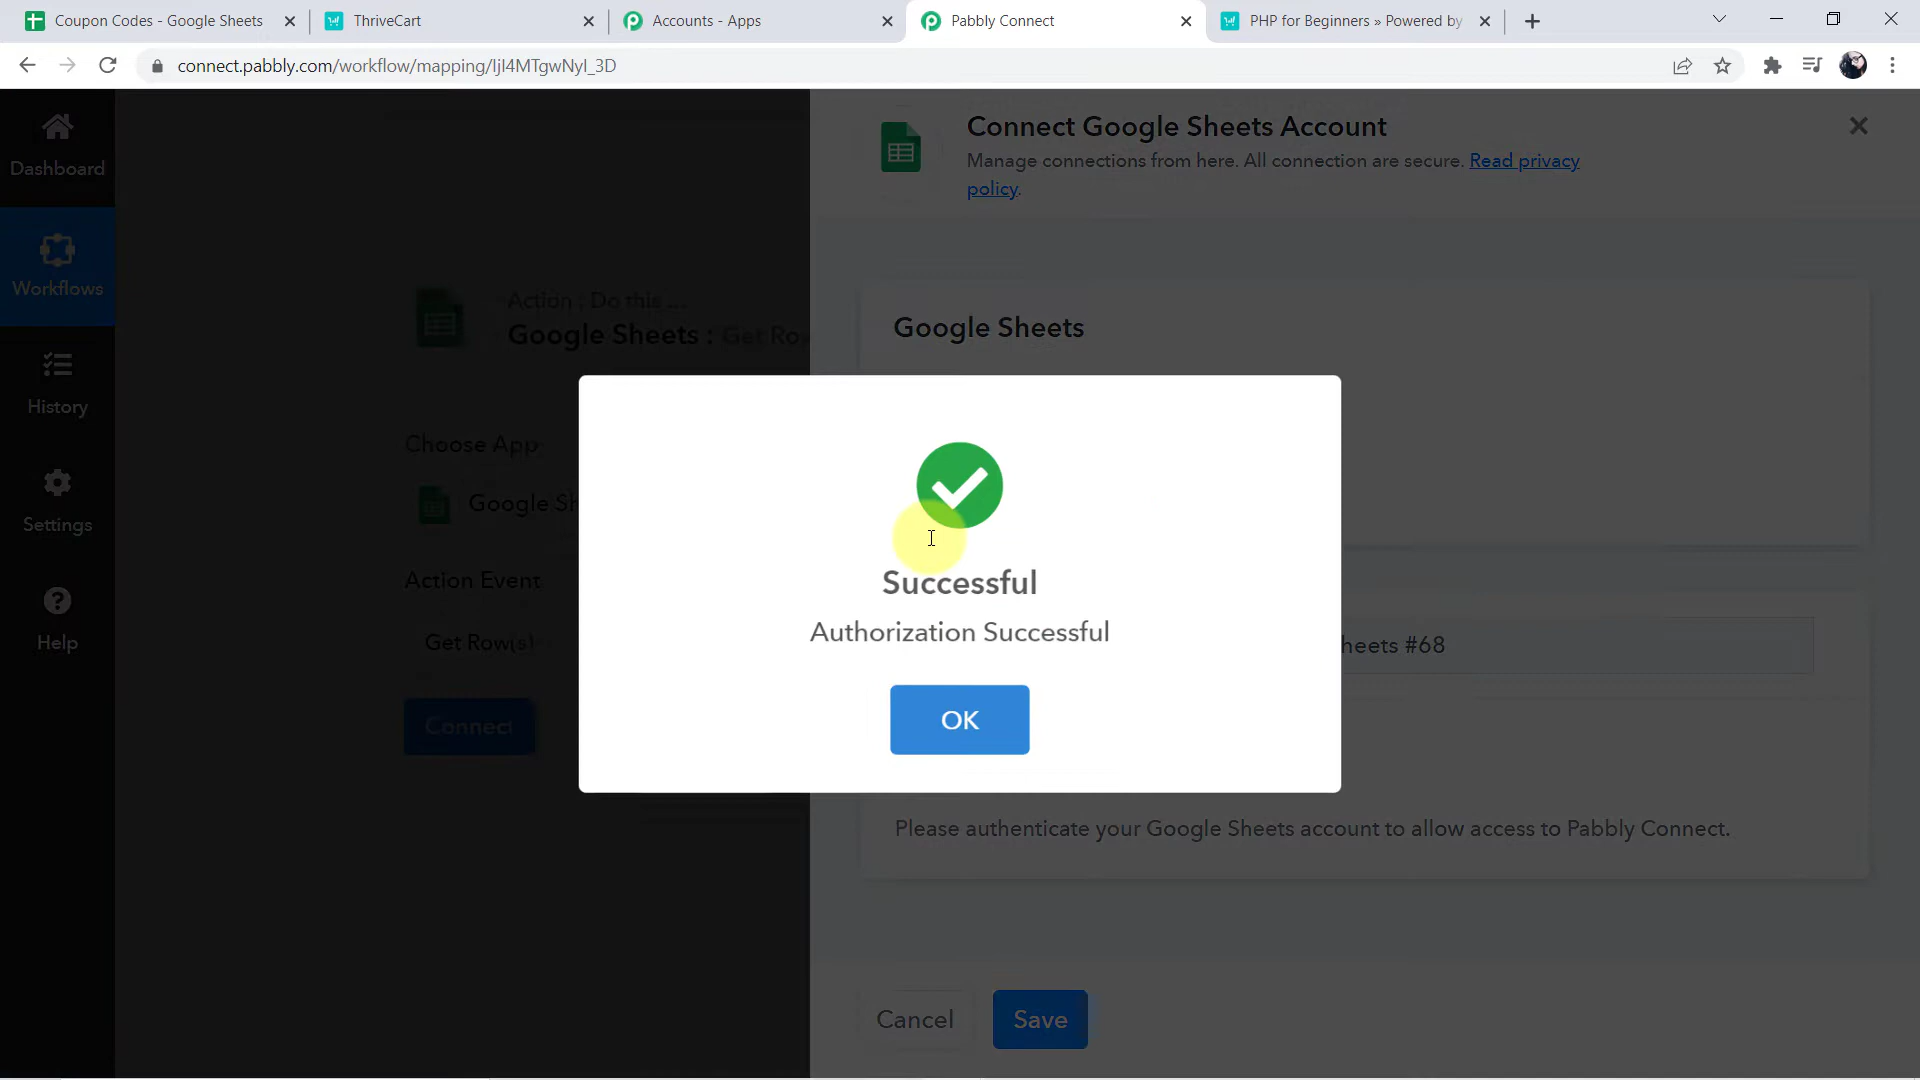 Coupon Codes - Google Sheets
ThriveCart
Accounts - Apps
Pabbly Connect
PHP for Beginners » Powered by
connect.pabbly.com/workflow/mapping/IjI4MTgwNyI_3D
Dashboard
Workflows
History
Settings
Help
Connect Google Sheets Account
Manage connections from here. All connection are secure. Read privacy
policy.
Action : Do this ...
Google Sheets : Get Row
Choose App
Google Sh
Action Event
Get Row(s)
Connect
Google Sheets
Successful
Authorization Successful
OK
heets #68
Please authenticate your Google Sheets account to allow access to Pabbly Connect.
Cancel
Save